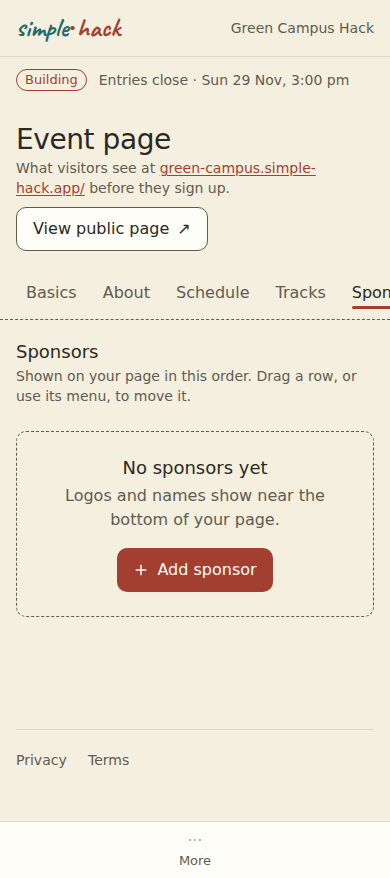 simple·hack
Green Campus Hack
Building
Entries close · Sun 29 Nov, 3:00 pm
Event page
What visitors see at green-campus.simple-
hack.app/ before they sign up.
View public page ↗
Basics About Schedule Tracks Spon
Sponsors
Shown on your page in this order. Drag a row, or
use its menu, to move it.
No sponsors yet
Logos and names show near the
bottom of your page.
+ Add sponsor
Privacy Terms
...
More